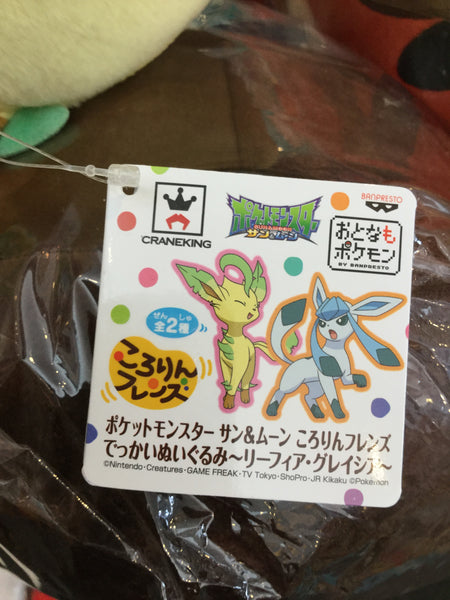 CRANEKING
ポケットモンスター
サン&ムーン
BANPRESTO
おとなも
ポケモン
BY BANPRESTO
ぜんしゅ
全2種
ころりん
フレンズ
ポケットモンスター サン&ムーン ころりんフレンズ
でっかいぬいぐるみ〜リーフィア・グレイシア〜
©Nintendo・Creatures・GAME FREAK・TV Tokyo・ShoPro・JR Kikaku ©Pokémon